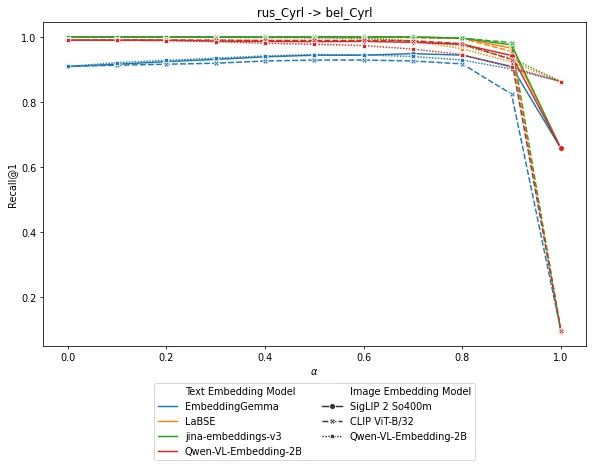 rus_Cyrl -> bel_Cyrl
1.0
0.8
0.6
0.4
0.2
Recall@1
0.0 0.2 0.4 0.6 0.8 1.0
α
Text Embedding Model Image Embedding Model
EmbeddingGemma SigLIP 2 So400m
LaBSE CLIP ViT-B/32
jina-embeddings-v3 Qwen-VL-Embedding-2B
Qwen-VL-Embedding-2B